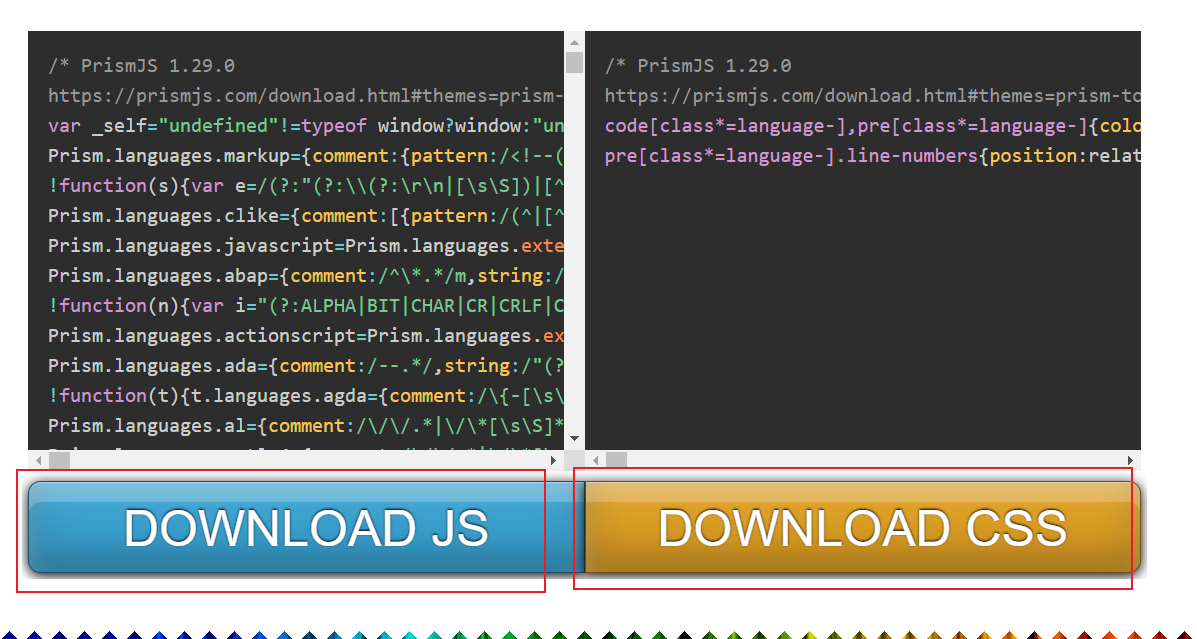 /* PrismJS 1.29.0
https://prismjs.com/download.html#themes=prism-
var _self="undefined"!=typeof window?window:"un
Prism.languages.markup={comment:{pattern:/<!--(
!function(s){var e=/(?:"(?:\\(?:\r\n|[\s\S])|[^
Prism.languages.clike={comment:[{pattern:/(^|[^
Prism.languages.javascript=Prism.languages.exte
Prism.languages.abap={comment:/^\*.*/m,string:/
!function(n){var i="(?:ALPHA|BIT|CHAR|CR|CRLF|C
Prism.languages.actionscript=Prism.languages.ex
Prism.languages.ada={comment:/--.*/,string:/"(?
!function(t){t.languages.agda={comment:/\{-[\s\
Prism.languages.al={comment:/\/\/.*|\/\*[\s\S]*
/* PrismJS 1.29.0
https://prismjs.com/download.html#themes=prism-to
code[class*=language-],pre[class*=language-]{colo
pre[class*=language-].line-numbers{position:relat
DOWNLOAD JS
DOWNLOAD CSS